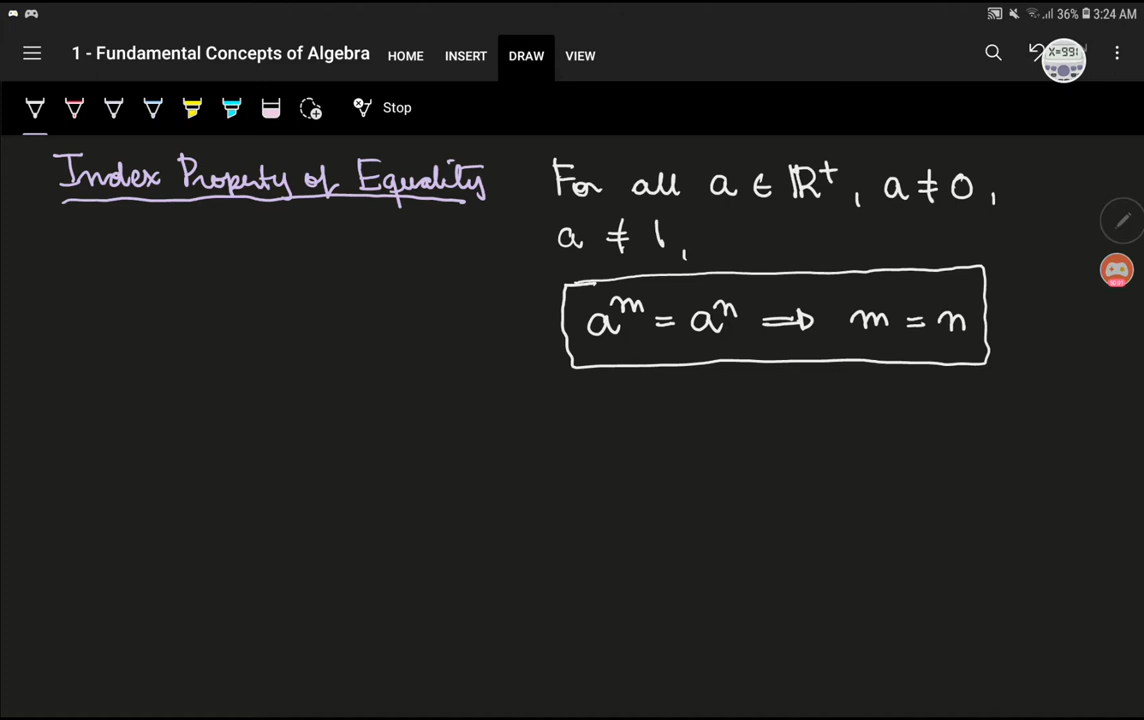 36% 3:24 AM
1 - Fundamental Concepts of Algebra HOME INSERT DRAW VIEW
X=991
Stop
Index Property of Equality
For all a ∈ ℝ⁺, a ≠ 0,
a ≠ 1,
aᵐ = aⁿ ⇒ m = n